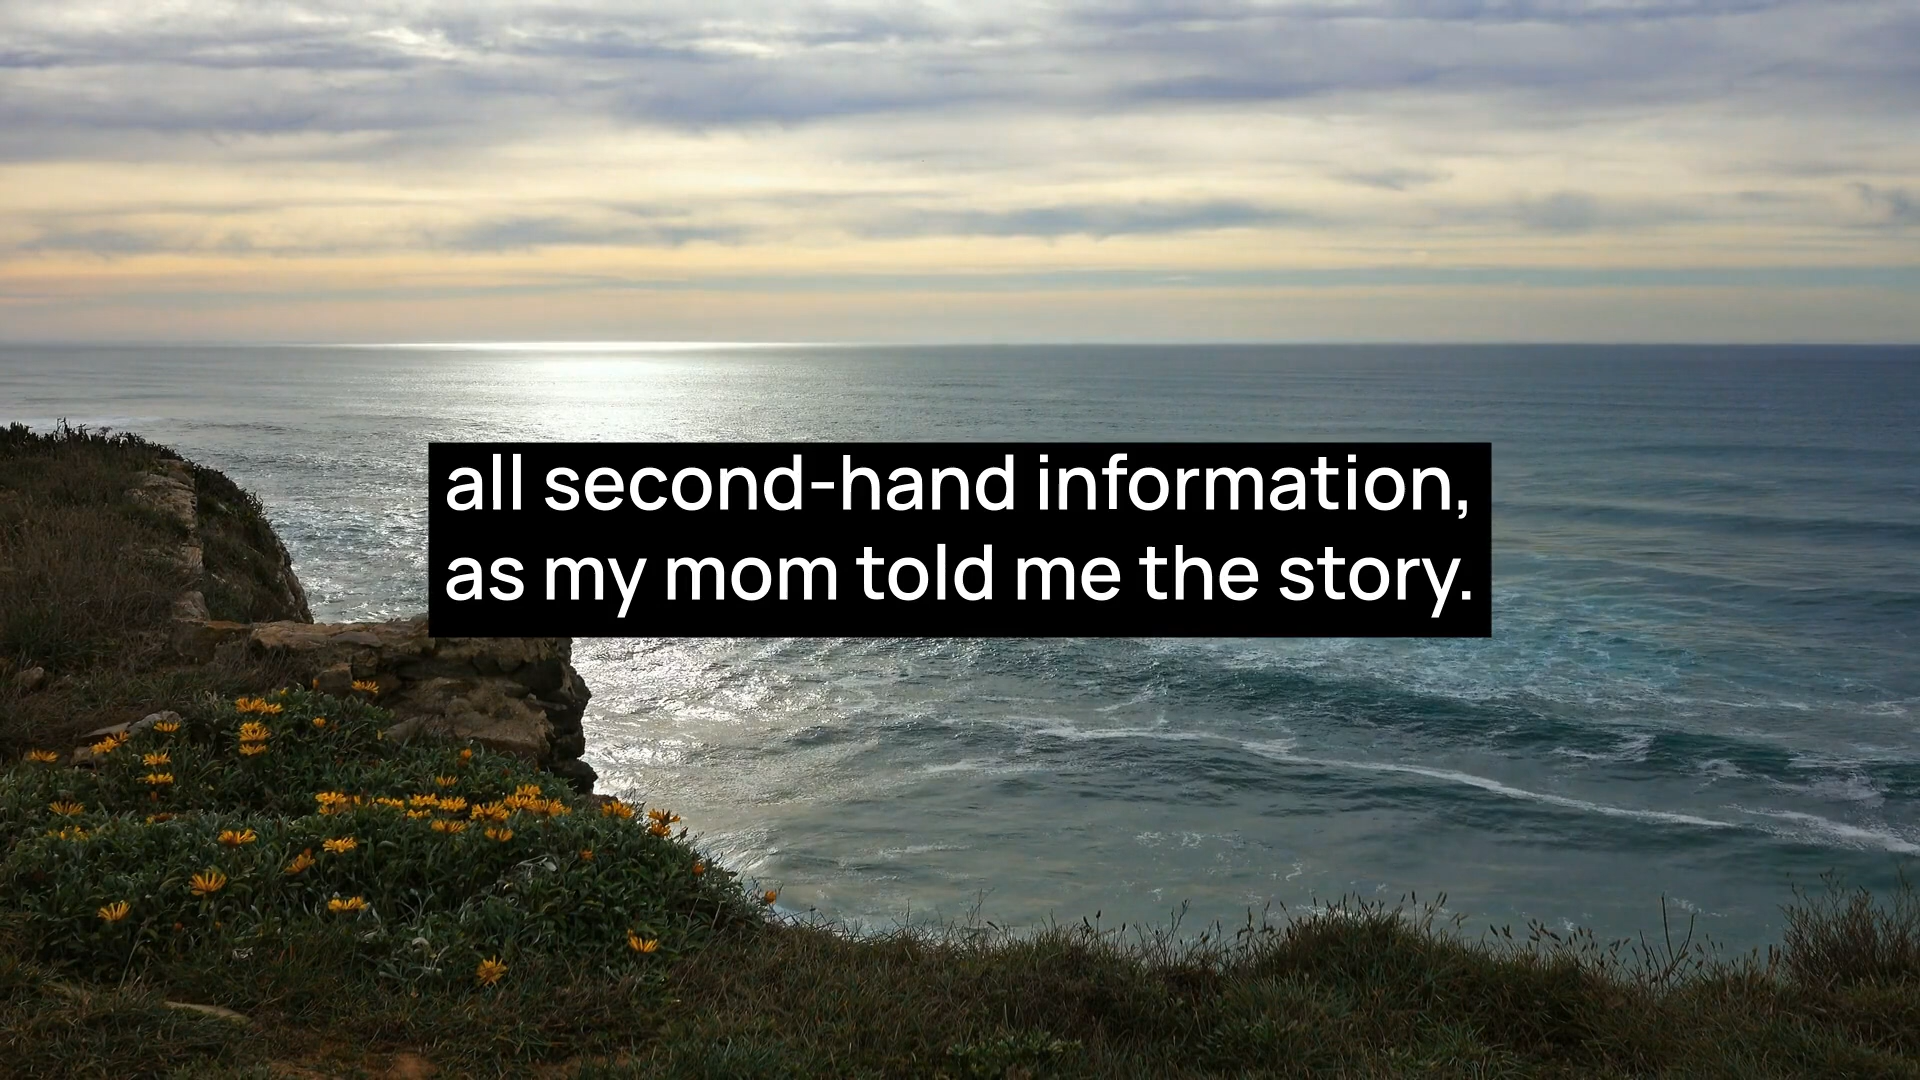 all second-hand information,
as my mom told me the story.